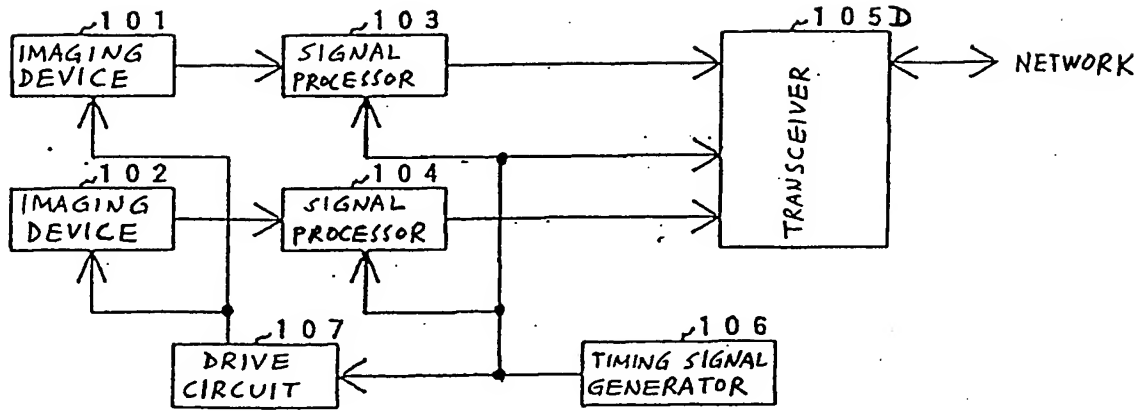 101
IMAGING
DEVICE
103
SIGNAL
PROCESSOR
105D
TRANSCEIVER
NETWORK
102
IMAGING
DEVICE
104
SIGNAL
PROCESSOR
107
DRIVE
CIRCUIT
106
TIMING SIGNAL
GENERATOR